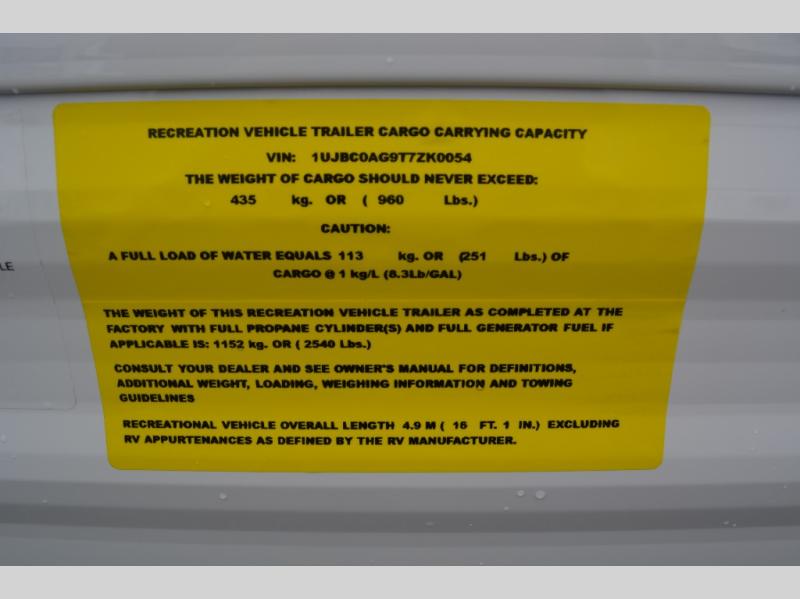 RECREATION VEHICLE TRAILER CARGO CARRYING CAPACITY
VIN: 1UJBC0AG9T7ZK0054
THE WEIGHT OF CARGO SHOULD NEVER EXCEED:
435 kg. OR ( 960 Lbs.)
CAUTION:
A FULL LOAD OF WATER EQUALS 113 kg. OR (251 Lbs.) OF
CARGO @ 1 kg/L (8.3Lb/GAL)
THE WEIGHT OF THIS RECREATION VEHICLE TRAILER AS COMPLETED AT THE
FACTORY WITH FULL PROPANE CYLINDER(S) AND FULL GENERATOR FUEL IF
APPLICABLE IS: 1152 kg. OR ( 2540 Lbs.)
CONSULT YOUR DEALER AND SEE OWNER'S MANUAL FOR DEFINITIONS,
ADDITIONAL WEIGHT, LOADING, WEIGHING INFORMATION AND TOWING
GUIDELINES
RECREATIONAL VEHICLE OVERALL LENGTH 4.9 M ( 16 FT. 1 IN.) EXCLUDING
RV APPURTENANCES AS DEFINED BY THE RV MANUFACTURER.
LE